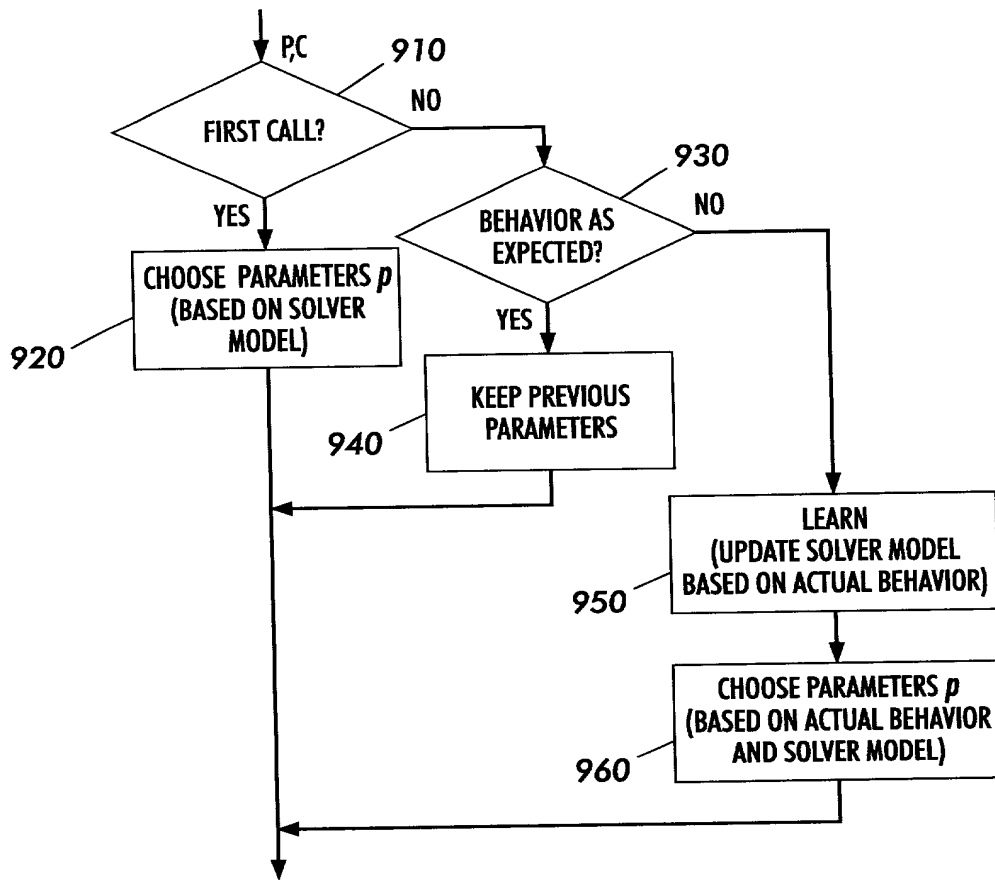 P,C
910
FIRST CALL?
NO
930
YES
BEHAVIOR AS
EXPECTED?
NO
CHOOSE PARAMETERS p
(BASED ON SOLVER
MODEL)
920
YES
KEEP PREVIOUS
PARAMETERS
940
LEARN
(UPDATE SOLVER MODEL
BASED ON ACTUAL BEHAVIOR)
950
CHOOSE PARAMETERS p
(BASED ON ACTUAL BEHAVIOR
AND SOLVER MODEL)
960